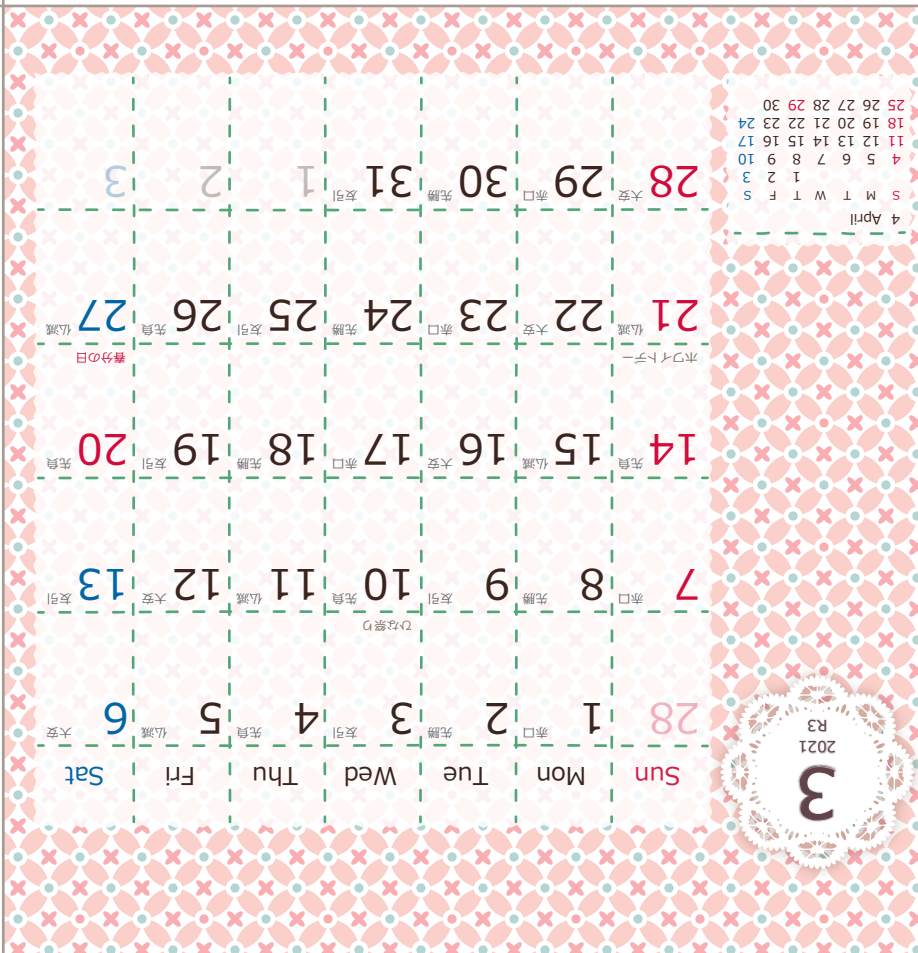 3
2021
R3
Sun Mon Tue Wed Thu Fri Sat
28 1 赤口 2 先勝 3 友引 4 先負 5 仏滅 6 大安
ひな祭り
7 赤口 8 先勝 9 友引 10 先負 11 仏滅 12 大安 13 友引
14 先負 15 仏滅 16 大安 17 赤口 18 先勝 19 友引 20 先負
ホワイトデー 春分の日
21 仏滅 22 大安 23 赤口 24 先勝 25 友引 26 先負 27 仏滅
28 大安 29 赤口 30 先勝 31 友引 1 2 3
4 April
S M T W T F S
1 2 3
4 5 6 7 8 9 10
11 12 13 14 15 16 17
18 19 20 21 22 23 24
25 26 27 28 29 30